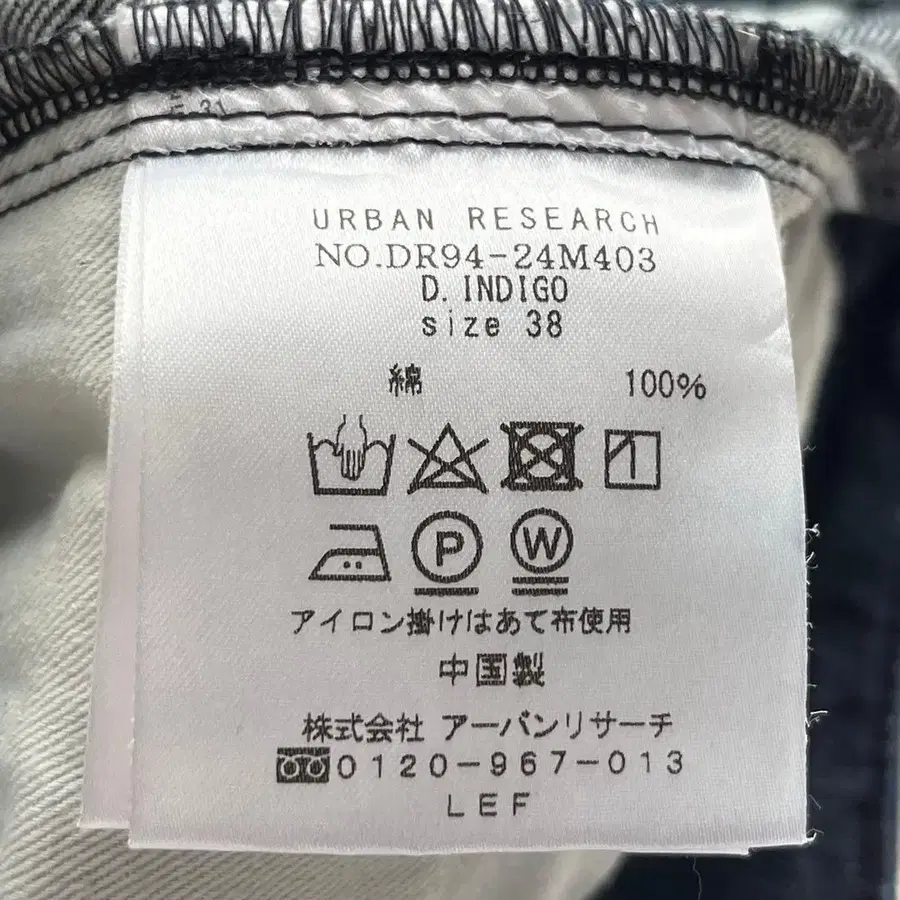 URBAN RESEARCH
NO.DR94-24M403
D.INDIGO
size 38
綿 100%
P W
アイロン掛けはあて布使用
中国製
株式会社 アーバンリサーチ
0120-967-013
LEF